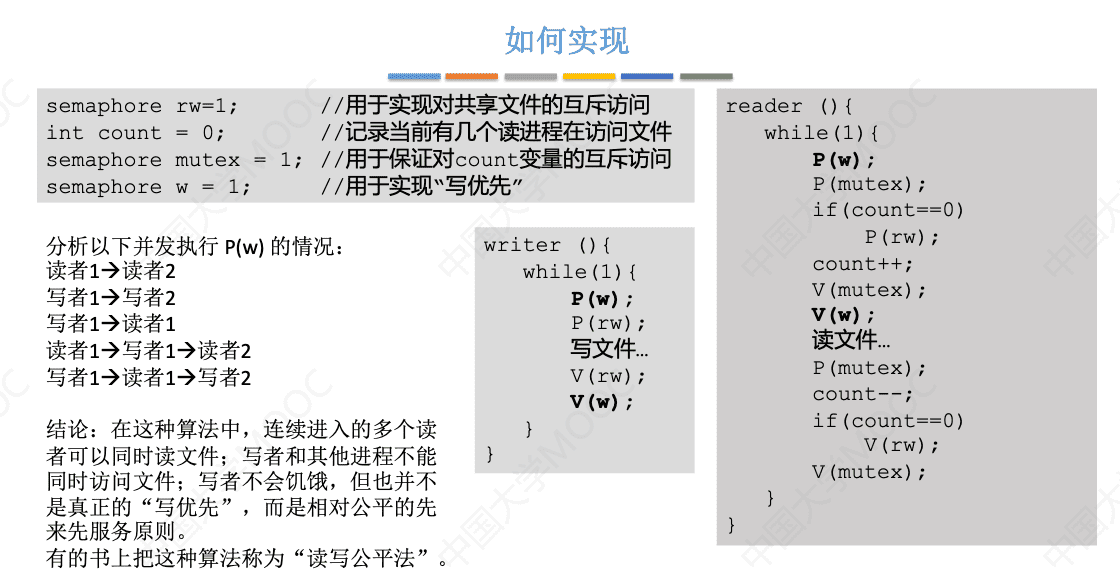 如何实现
semaphore rw=1; //用于实现对共享文件的互斥访问
int count = 0; //记录当前有几个读进程在访问文件
semaphore mutex = 1; //用于保证对count变量的互斥访问
semaphore w = 1; //用于实现“写优先”
分析以下并发执行 P(w) 的情况：
读者1→读者2
写者1→写者2
写者1→读者1
读者1→写者1→读者2
写者1→读者1→写者2
结论：在这种算法中，连续进入的多个读
者可以同时读文件；写者和其他进程不能
同时访问文件；写者不会饥饿，但也并不
是真正的“写优先”，而是相对公平的先
来先服务原则。
有的书上把这种算法称为“读写公平法”。
writer (){
while(1){
P(w);
P(rw);
写文件…
V(rw);
V(w);
}
}
reader (){
while(1){
P(w);
P(mutex);
if(count==0)
P(rw);
count++;
V(mutex);
V(w);
读文件…
P(mutex);
count--;
if(count==0)
V(rw);
V(mutex);
}
}
中国大学MOOC